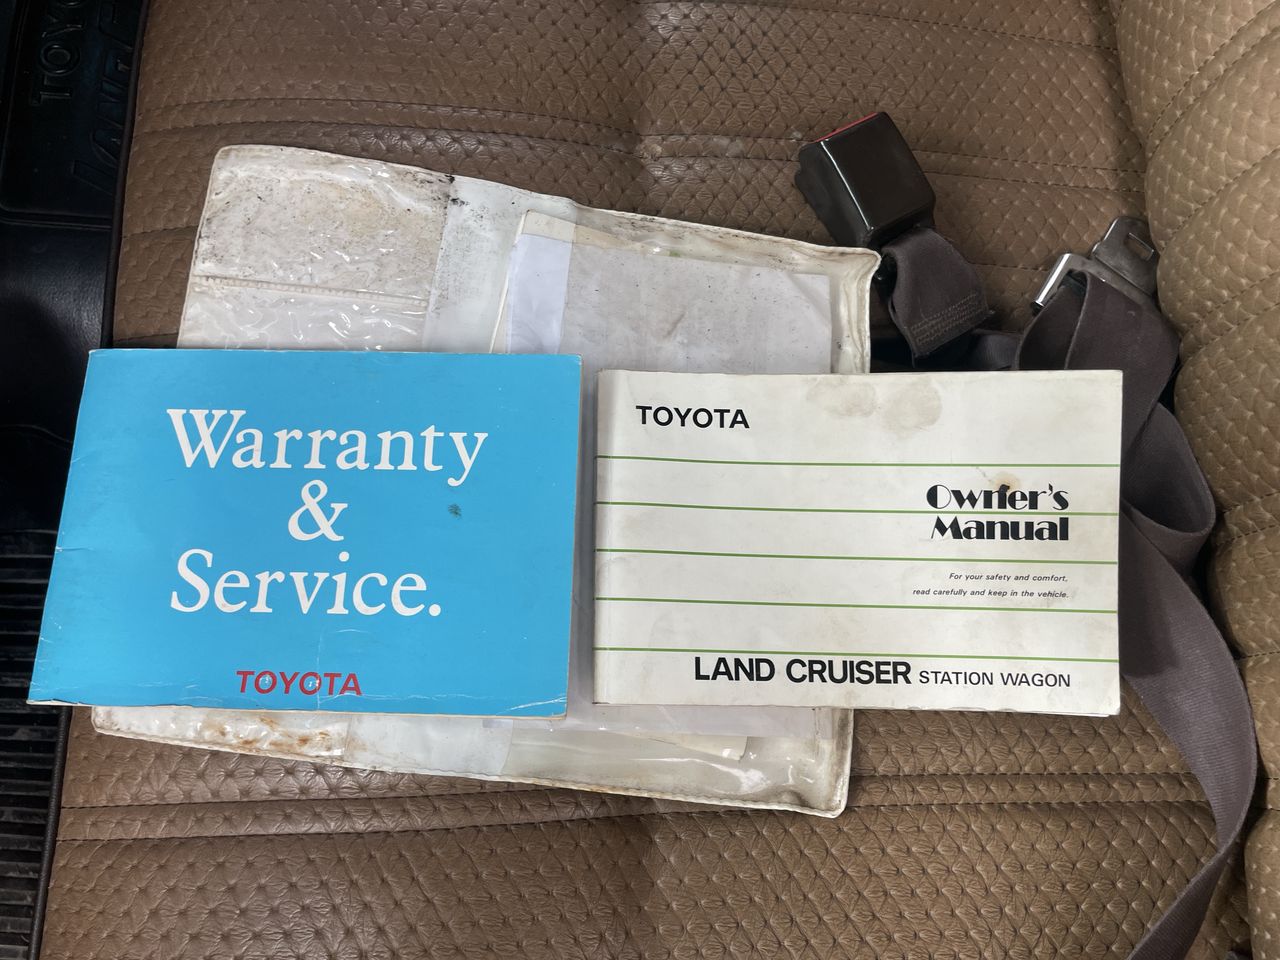 Warranty
&
Service.
TOYOTA
TOYOTA
Owner's
Manual
For your safety and comfort,
read carefully and keep in the vehicle.
LAND CRUISER STATION WAGON